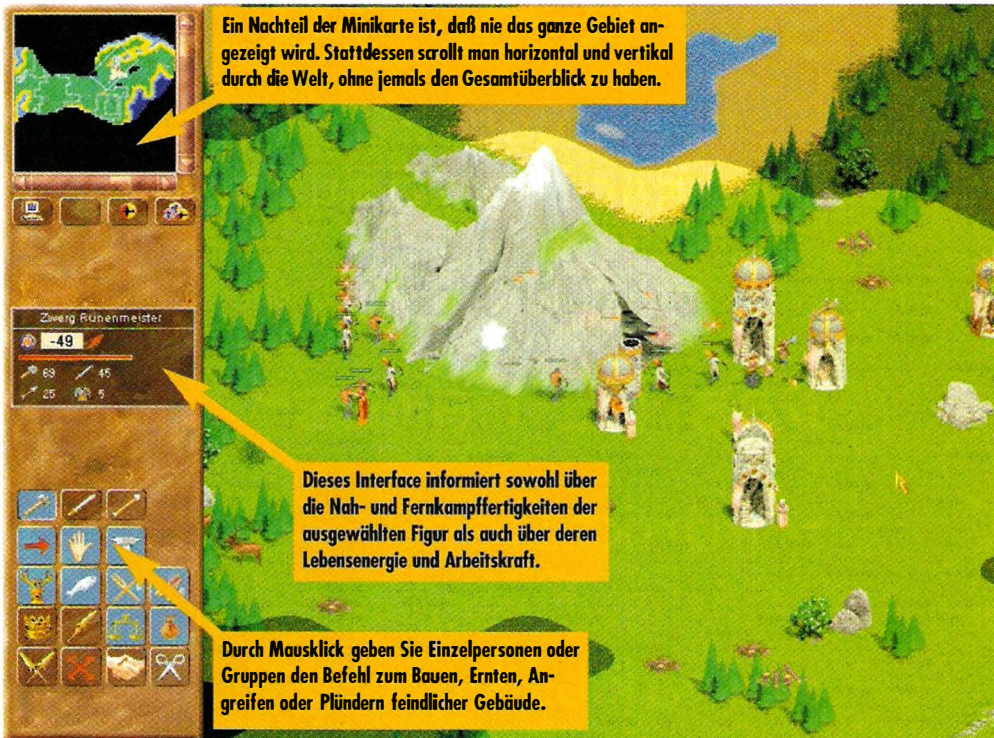 Ein Nachteil der Minikarte ist, daß nie das ganze Gebiet an-
gezeigt wird. Stattdessen scrollt man horizontal und vertikal
durch die Welt, ohne jemals den Gesamtüberblick zu haben.
Zwerg Runenmeister
-49
69 45
25 5
Dieses Interface informiert sowohl über
die Nah- und Fernkampffertigkeiten der
ausgewählten Figur als auch über deren
Lebensenergie und Arbeitskraft.
Durch Mausklick geben Sie Einzelpersonen oder
Gruppen den Befehl zum Bauen, Ernten, An-
greifen oder Plündern feindlicher Gebäude.